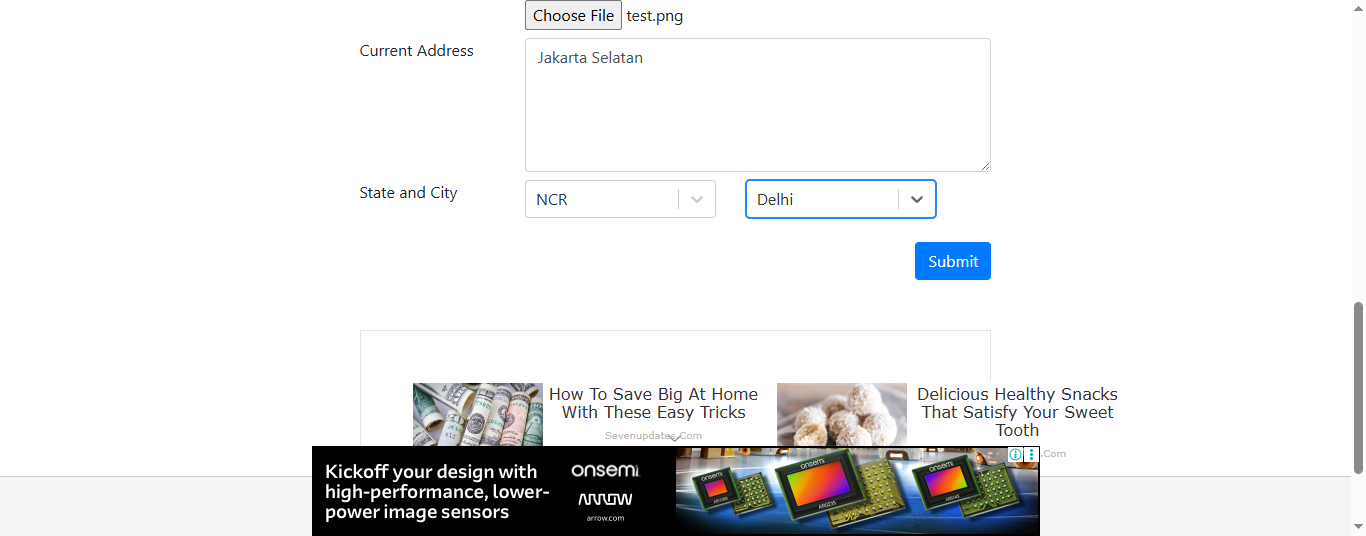 Choose File test.png
Current Address
Jakarta Selatan
State and City
NCR
Delhi
Submit
How To Save Big At Home
With These Easy Tricks
Sevenupdates.Com
Delicious Healthy Snacks
That Satisfy Your Sweet
Tooth
.Com
Kickoff your design with
high-performance, lower-
power image sensors
onsemi
ARROW
arrow.com
onsemi
onsemi
onsemi